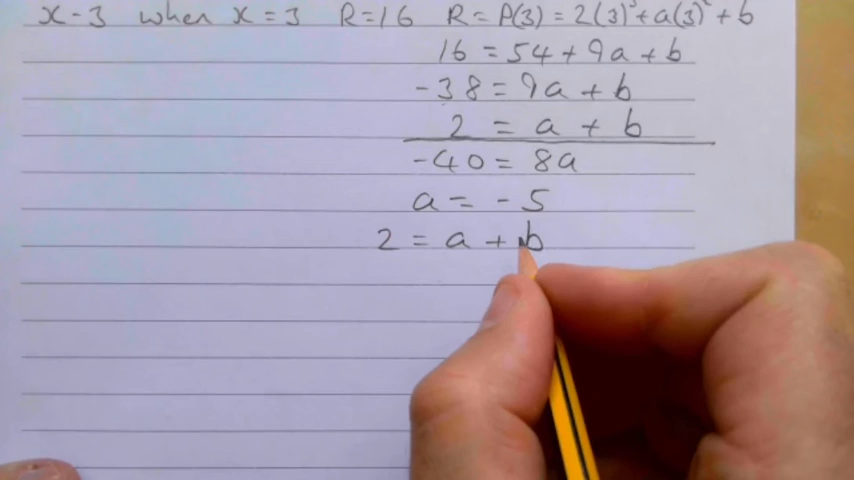 x-3 when x=3 R=16 R=P(3)=2(3)³+a(3)²+b
16=54+9a+b
-38=9a+b
2=a+b
-40=8a
a=-5
2=a+b